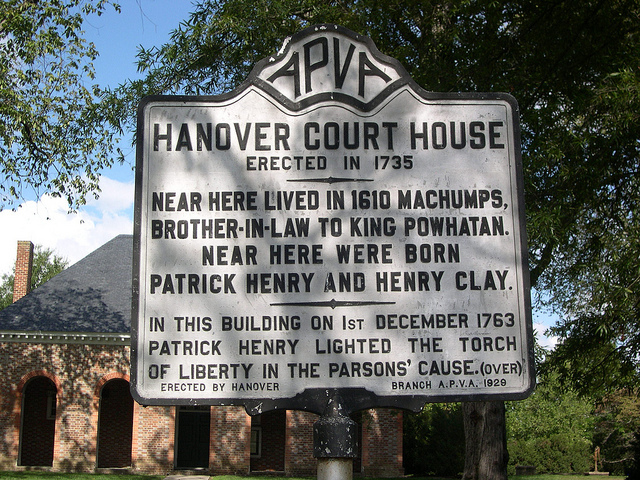 APVA
HANOVER COURT HOUSE
ERECTED IN 1735
NEAR HERE LIVED IN 1610 MACHUMPS,
BROTHER-IN-LAW TO KING POWHATAN.
NEAR HERE WERE BORN
PATRICK HENRY AND HENRY CLAY.
IN THIS BUILDING ON 1ST DECEMBER 1763
PATRICK HENRY LIGHTED THE TORCH
OF LIBERTY IN THE PARSONS' CAUSE.(OVER)
ERECTED BY HANOVER BRANCH A.P.V.A. 1929